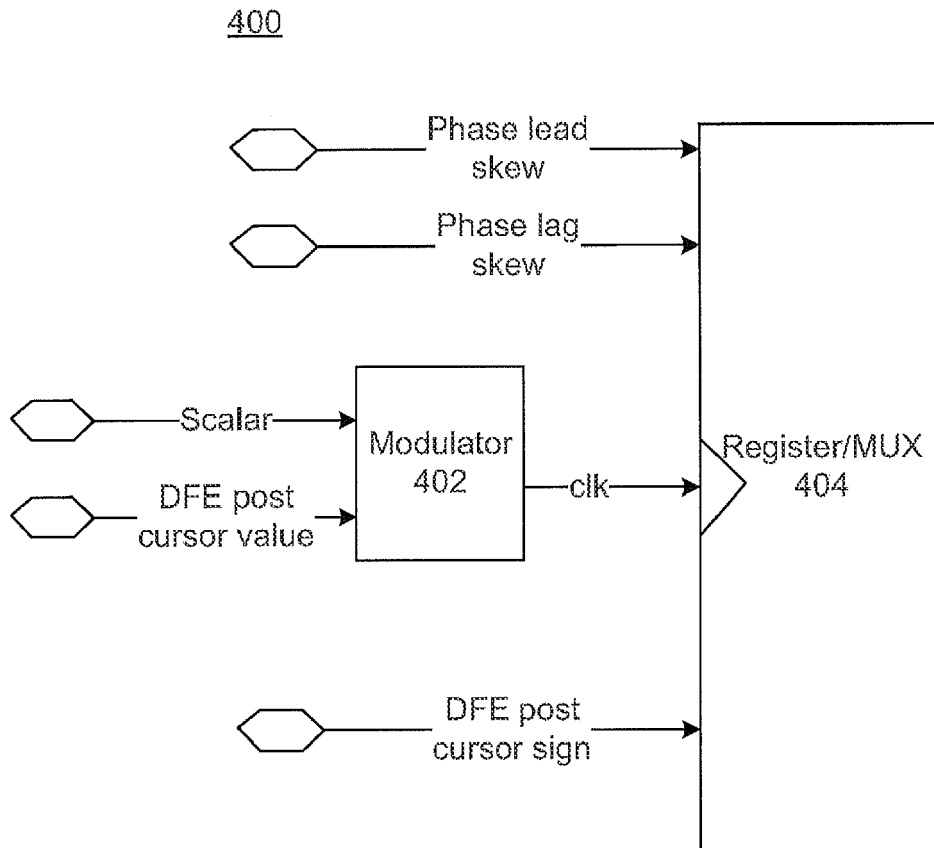 400
Phase lead
skew
Phase lag
skew
Scalar
Modulator
402
DFE post
cursor value
clk
Register/MUX
404
DFE post
cursor sign